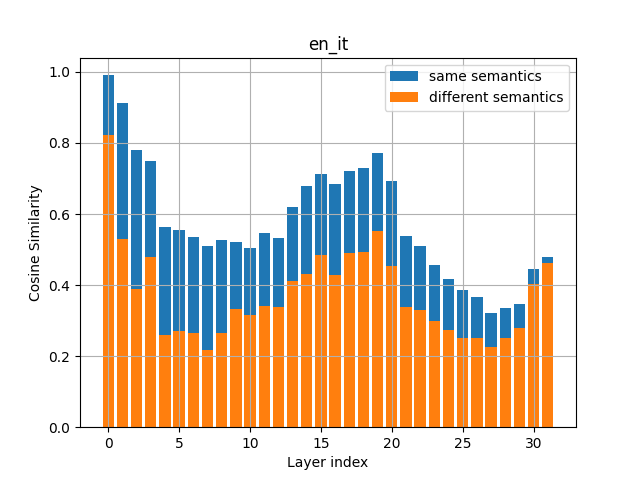 en_it
same semantics
different semantics
1.0
0.8
0.6
0.4
0.2
0.0
Cosine Similarity
0 5 10 15 20 25 30
Layer index